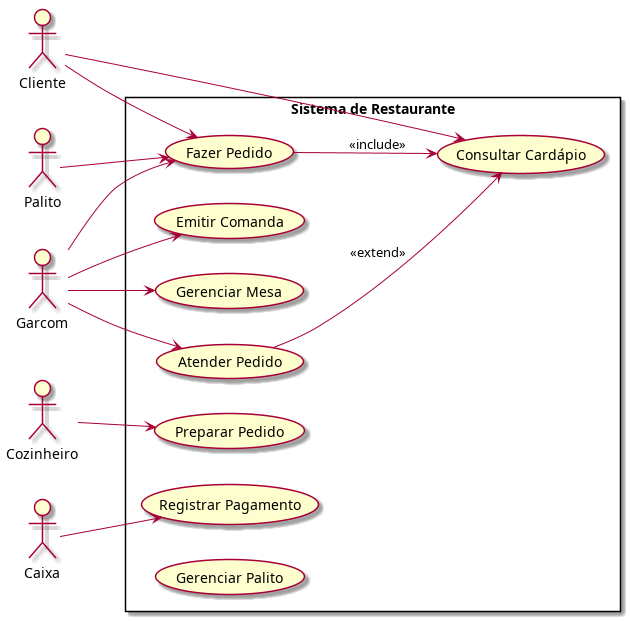 Cliente
Sistema de Restaurante
Fazer Pedido
«include»
Consultar Cardápio
Palito
Emitir Comanda
«extend»
Gerenciar Mesa
Garcom
Atender Pedido
Preparar Pedido
Cozinheiro
Registrar Pagamento
Caixa
Gerenciar Palito